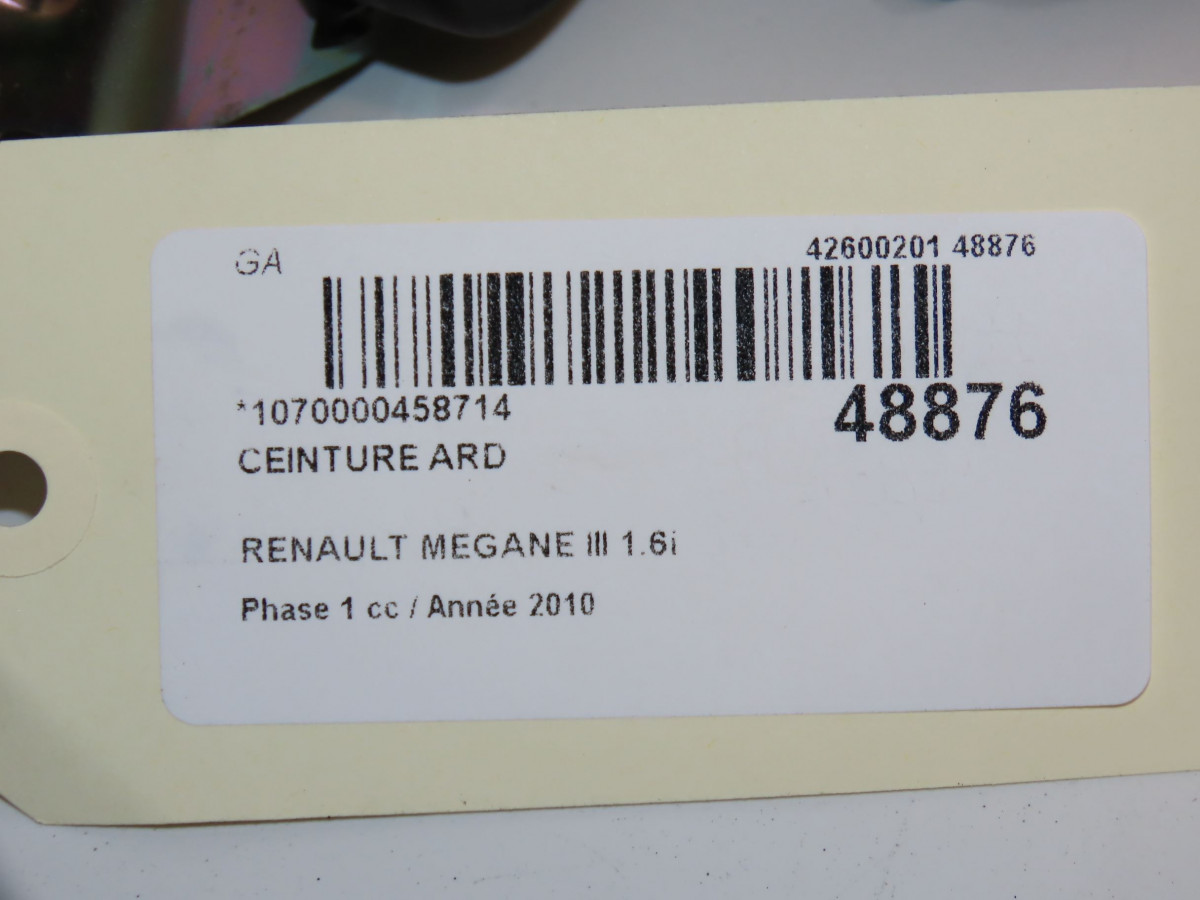 GA 42600201 48876
*1070000458714 48876
CEINTURE ARD
RENAULT MEGANE III 1.6i
Phase 1 cc / Année 2010